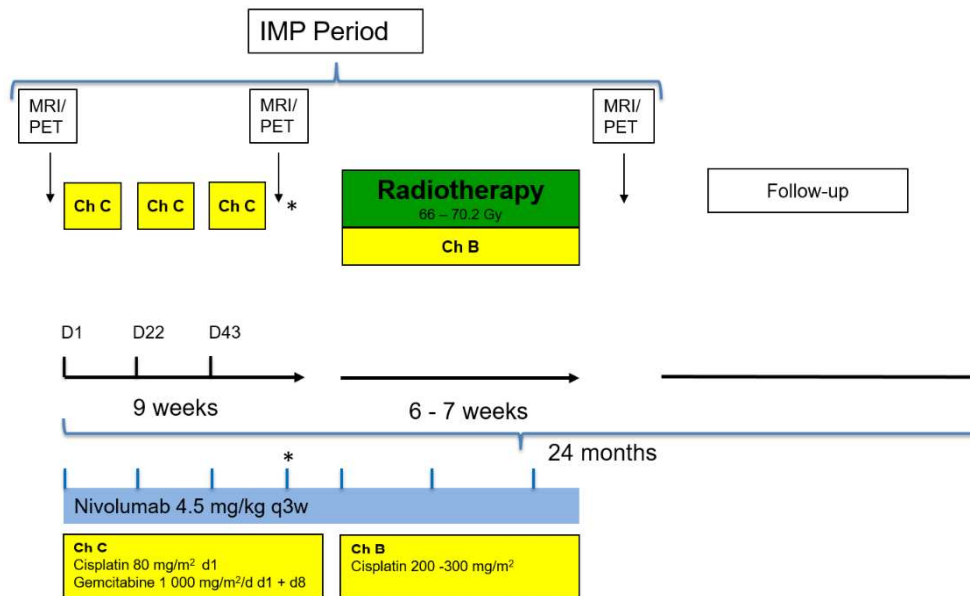 IMP Period
MRI/
PET
MRI/
PET
MRI/
PET
Ch C
Ch C
Ch C
*
Radiotherapy
66 – 70.2 Gy
Ch B
Follow-up
D1
D22
D43
9 weeks
6 - 7 weeks
24 months
*
Nivolumab 4.5 mg/kg q3w
Ch C
Cisplatin 80 mg/m² d1
Gemcitabine 1 000 mg/m²/d d1 + d8
Ch B
Cisplatin 200 -300 mg/m²